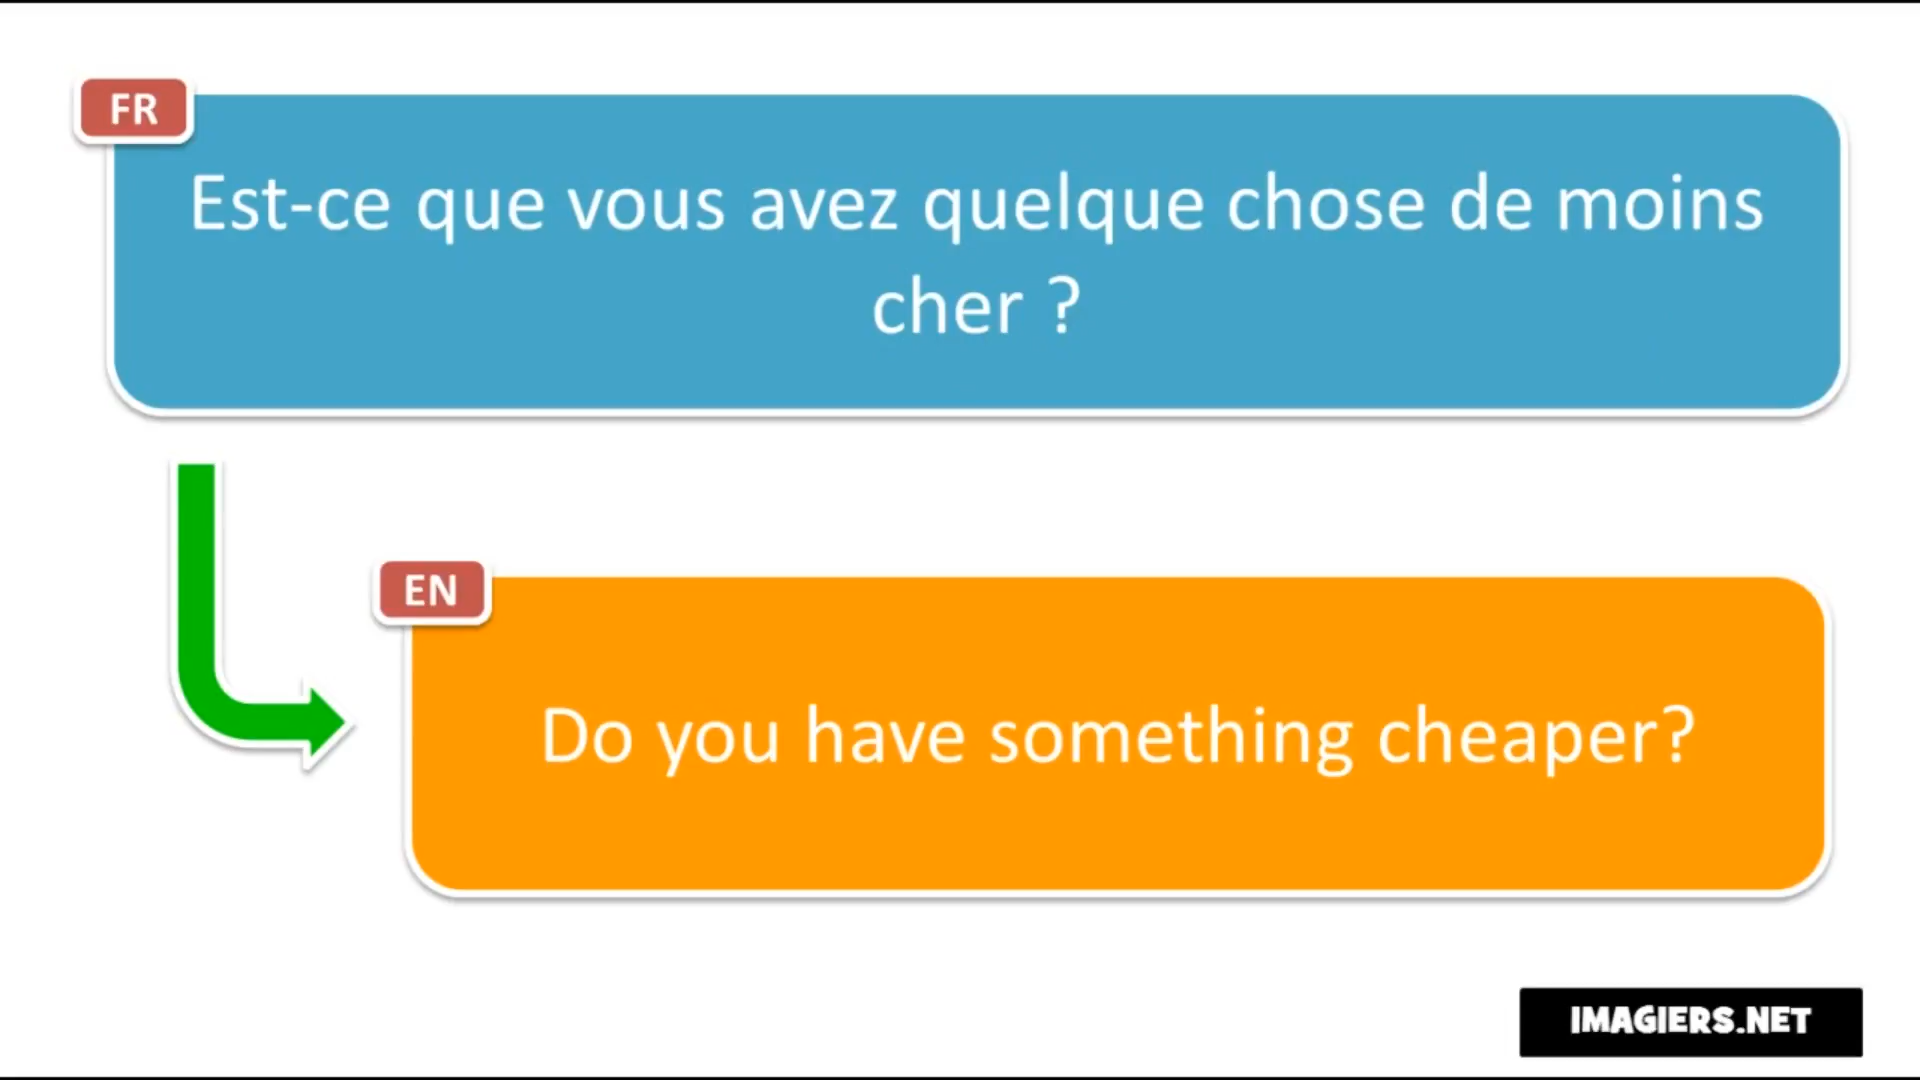 FR
Est-ce que vous avez quelque chose de moins
cher ?
EN
Do you have something cheaper?
IMAGIERS.NET